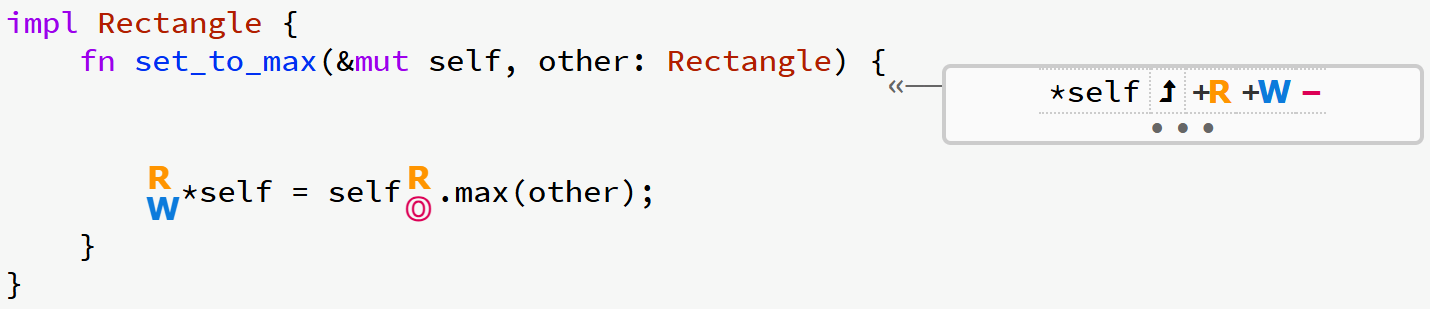 impl Rectangle {
    fn set_to_max(&mut self, other: Rectangle) {
« *self ⮥ +R +W -
• • •
        R W *self = self R O .max(other);
    }
}